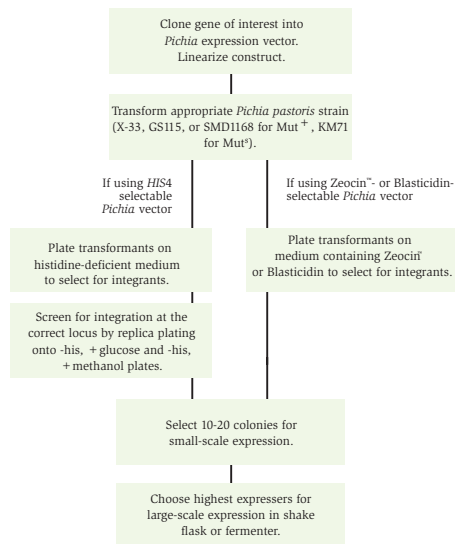 Clone gene of interest into
Pichia expression vector.
Linearize construct.
Transform appropriate Pichia pastoris strain
(X-33, GS115, or SMD1168 for Mut+, KM71
for Mutˢ).
If using HIS4
selectable
Pichia vector
If using Zeocin™- or Blasticidin-
selectable Pichia vector
Plate transformants on
histidine-deficient medium
to select for integrants.
Plate transformants on
medium containing Zeocin™
or Blasticidin to select for integrants.
Screen for integration at the
correct locus by replica plating
onto -his, +glucose and -his,
+methanol plates.
Select 10-20 colonies for
small-scale expression.
Choose highest expressers for
large-scale expression in shake
flask or fermenter.